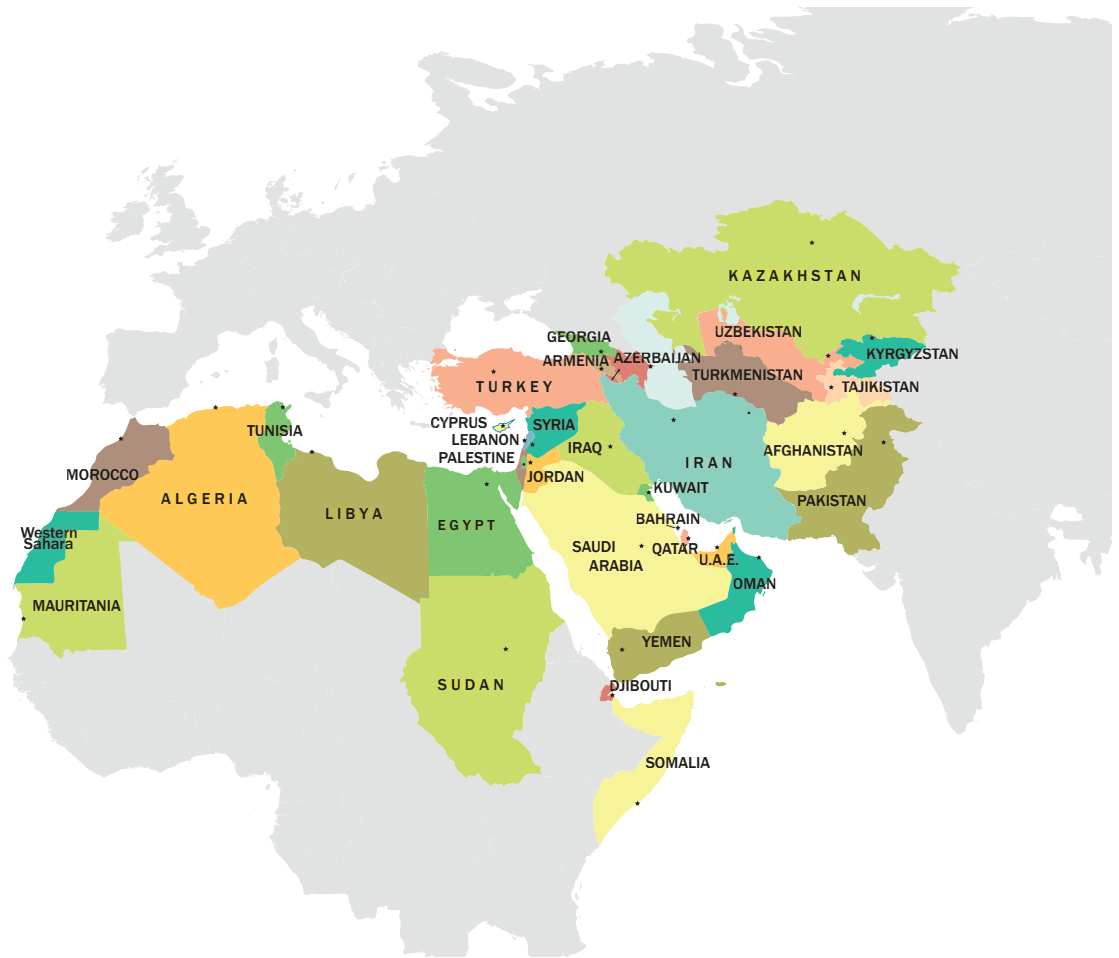 KAZAKHSTAN
UZBEKISTAN
GEORGIA
KYRGYZSTAN
ARMENIA
AZERBAIJAN
TURKMENISTAN
TURKEY
TAJIKISTAN
CYPRUS
SYRIA
TUNISIA
LEBANON
IRAQ
AFGHANISTAN
PALESTINE
IRAN
MOROCCO
JORDAN
KUWAIT
ALGERIA
PAKISTAN
LIBYA
BAHRAIN
EGYPT
Western
Sahara
SAUDI
ARABIA
QATAR
U.A.E.
OMAN
MAURITANIA
YEMEN
SUDAN
DJIBOUTI
SOMALIA